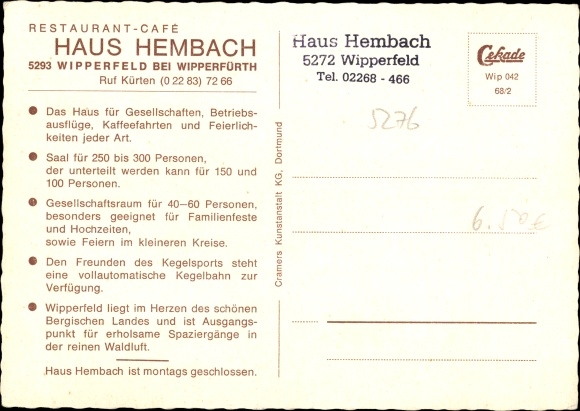 RESTAURANT-CAFÉ
HAUS HEMBACH
5293 WIPPERFELD BEI WIPPERFÜRTH
Ruf Kürten (0 22 83) 72 66
Das Haus für Gesellschaften, Betriebs-
ausflüge, Kaffeefahrten und Feierlich-
keiten jeder Art.
Saal für 250 bis 300 Personen,
der unterteilt werden kann für 150 und
100 Personen.
Gesellschaftsraum für 40–60 Personen,
besonders geeignet für Familienfeste
und Hochzeiten,
sowie Feiern im kleineren Kreise.
Den Freunden des Kegelsports steht
eine vollautomatische Kegelbahn zur
Verfügung.
Wipperfeld liegt im Herzen des schönen
Bergischen Landes und ist Ausgangs-
punkt für erholsame Spaziergänge in
der reinen Waldluft.
Haus Hembach ist montags geschlossen.
Cramers Kunstanstalt KG, Dortmund
Haus Hembach
5272 Wipperfeld
Tel. 02268 - 466
Cekade
Wip 042
68/2
5276
6.50€